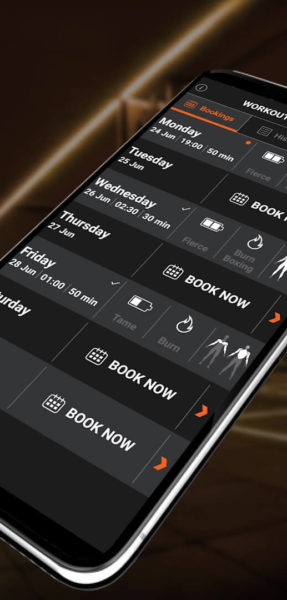 WORKOUT
Bookings
His
Monday
24 Jun | 19:00 | 50 min
Fierce
Tuesday
25 Jun
BOOK NOW
Wednesday
26 Jun | 02:30 | 30 min
Fierce
Burn
Boxing
Thursday
27 Jun
BOOK NOW
Friday
28 Jun | 01:00 | 50 min
Tame
Burn
urday
BOOK NOW
BOOK NOW